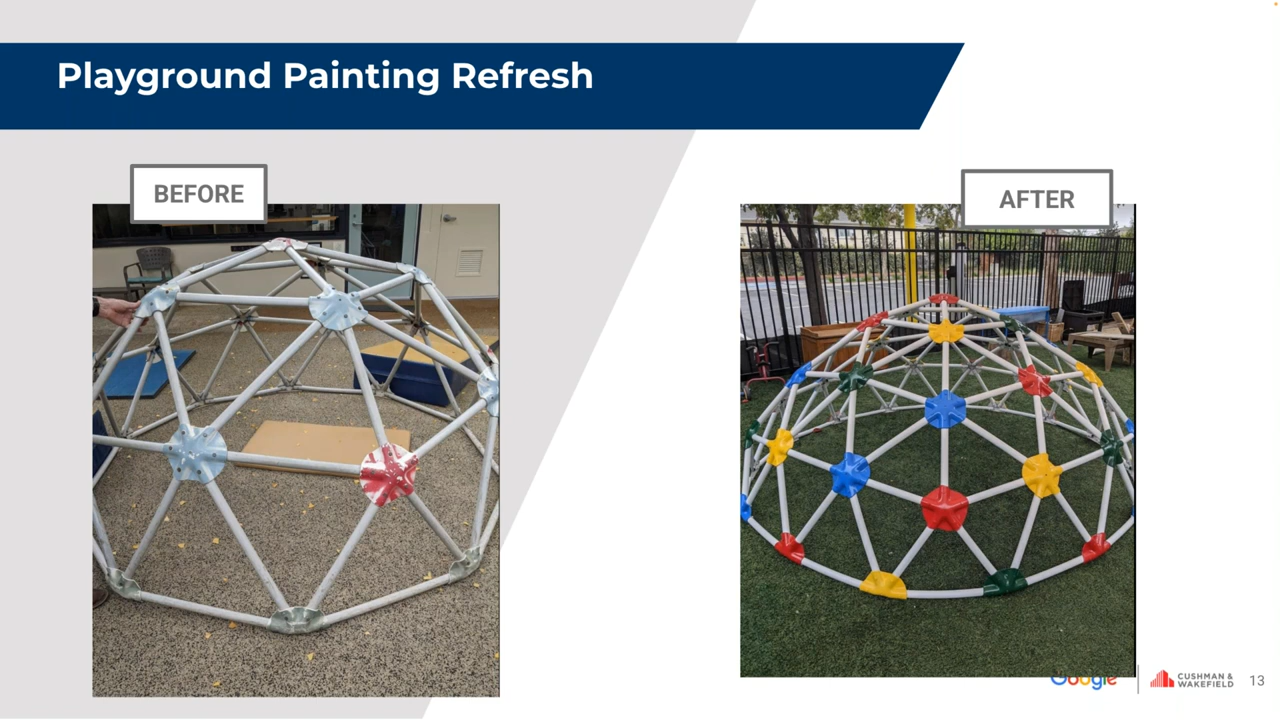 Playground Painting Refresh
BEFORE
AFTER
Google
CUSHMAN &
WAKEFIELD
13